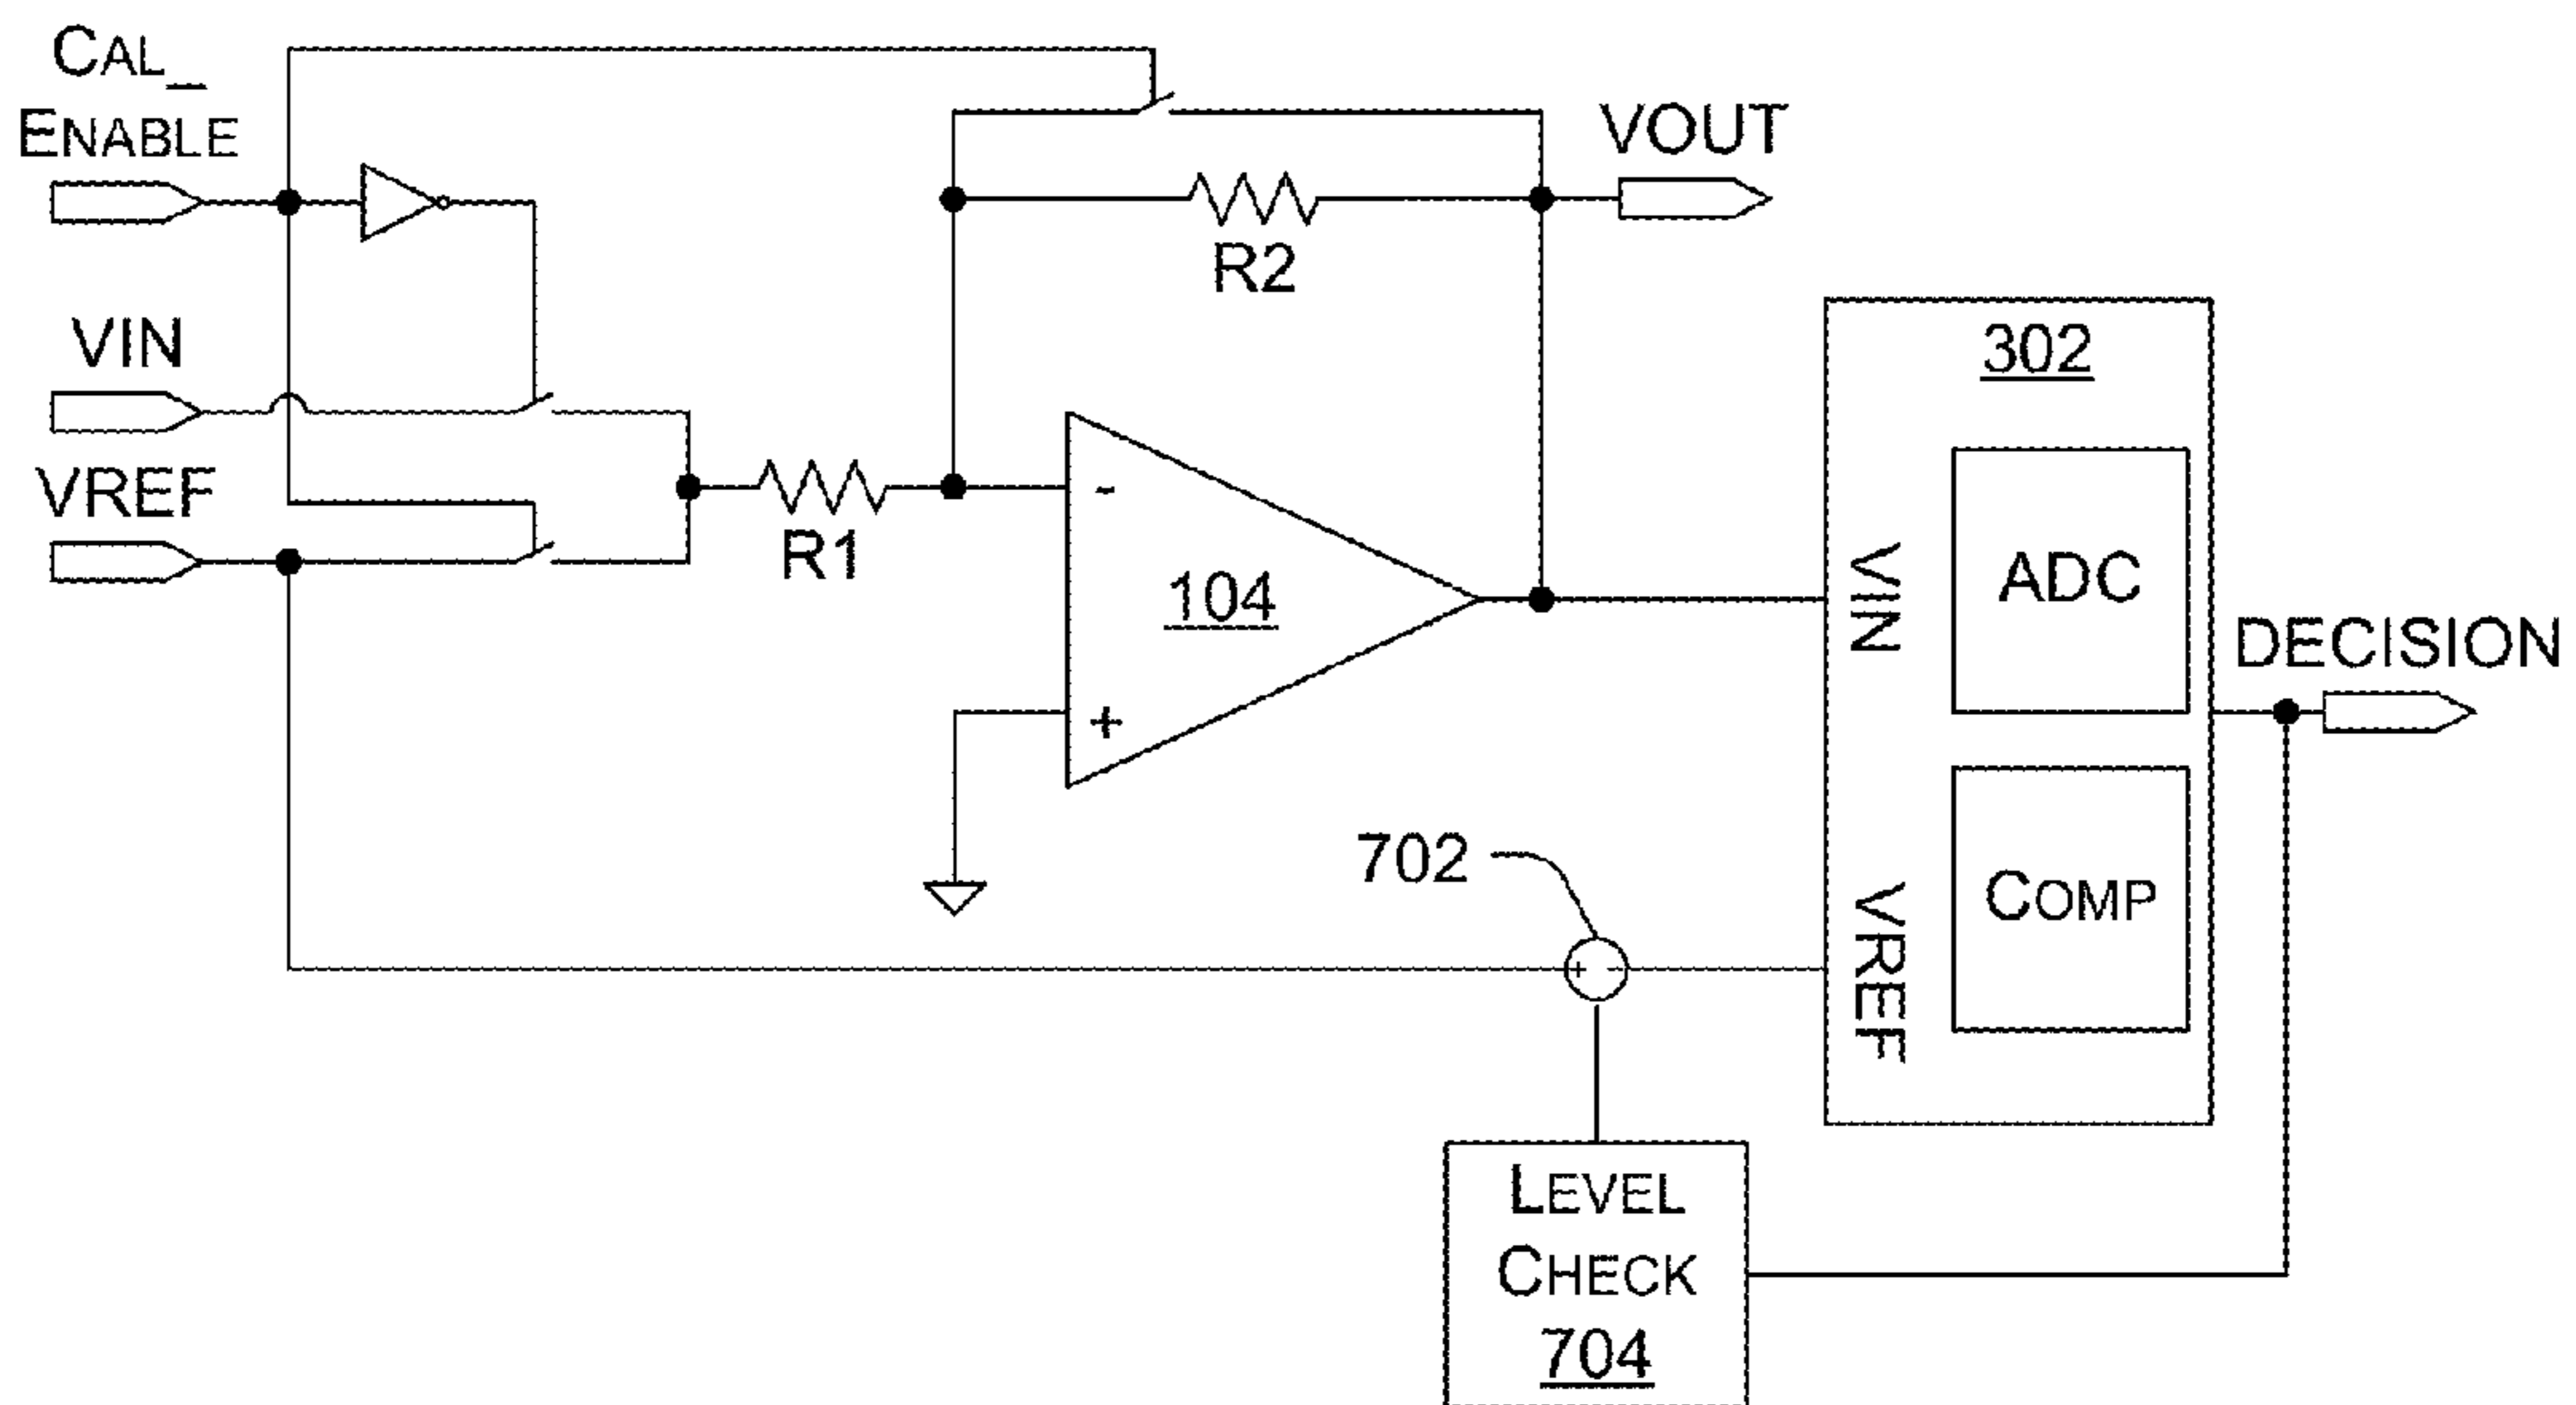 CAL_
ENABLE
VOUT
R2
VIN
302
VREF
R1
-
104
ADC
VIN
DECISION
+
702
COMP
VREF
+ -
LEVEL
CHECK
704